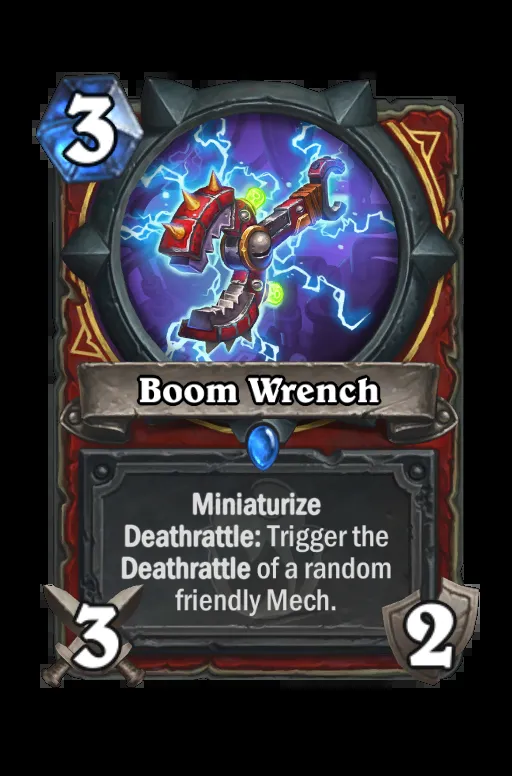 3
Boom Wrench
Miniaturize
Deathrattle: Trigger the
Deathrattle of a random
friendly Mech.
3
2